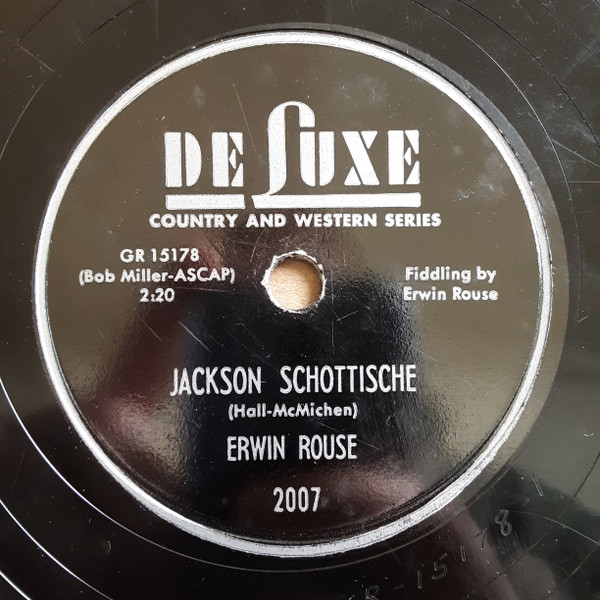 DE LUXE
COUNTRY AND WESTERN SERIES
GR 15178
(Bob Miller-ASCAP)
2:20
Fiddling by
Erwin Rouse
JACKSON SCHOTTISCHE
(Hall-McMichen)
ERWIN ROUSE
2007
R-15178